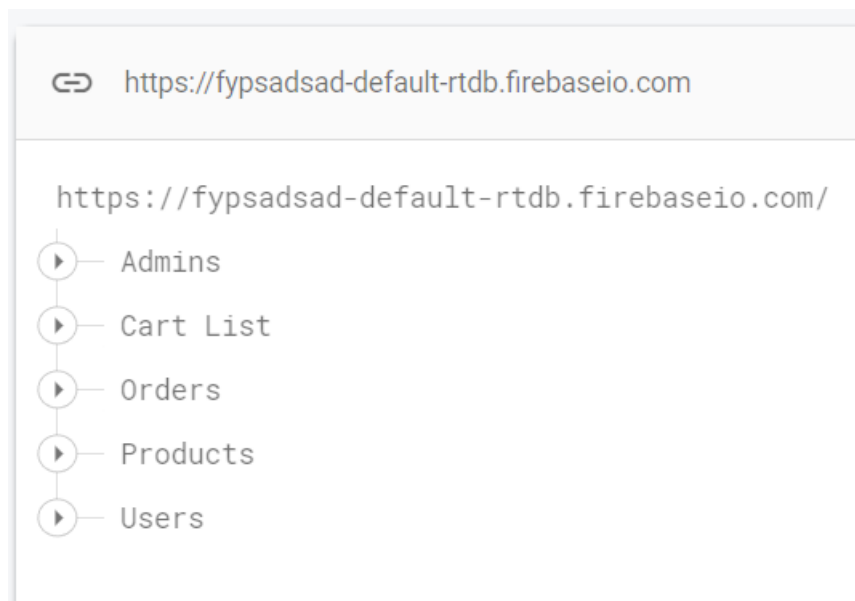 https://fypsadsad-default-rtdb.firebaseio.com
https://fypsadsad-default-rtdb.firebaseio.com/
Admins
Cart List
Orders
Products
Users